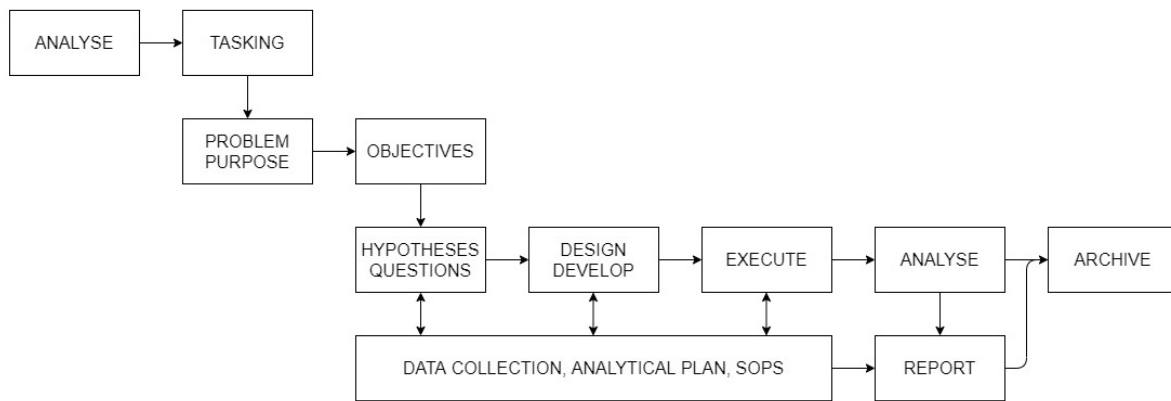 ANALYSE
TASKING
PROBLEM
PURPOSE
OBJECTIVES
HYPOTHESES
QUESTIONS
DESIGN
DEVELOP
EXECUTE
ANALYSE
ARCHIVE
DATA COLLECTION, ANALYTICAL PLAN, SOPS
REPORT